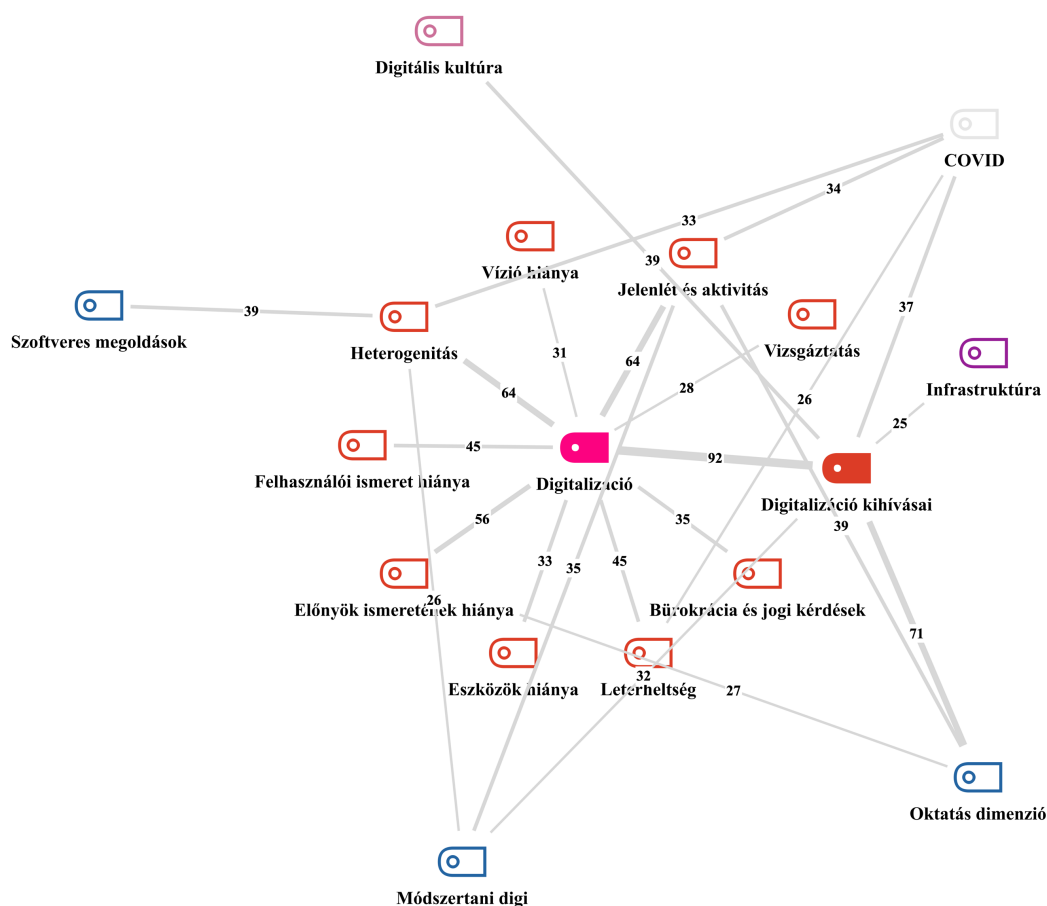 Digitális kultúra
COVID
34
33
39
Vízió hiánya
Jelenlét és aktivitás
37
39
Szoftveres megoldások
Heterogenitás
31
64
Vizsgáztatás
28
64
26
Infrastruktúra
25
45
92
Felhasználói ismeret hiánya
Digitalizáció
Digitalizáció kihívásai
56
35
39
33
35
45
26
Előnyök ismeretének hiánya
Bürokrácia és jogi kérdések
71
32
Eszközök hiánya
Leterheltség
27
Oktatás dimenzió
Módszertani digi